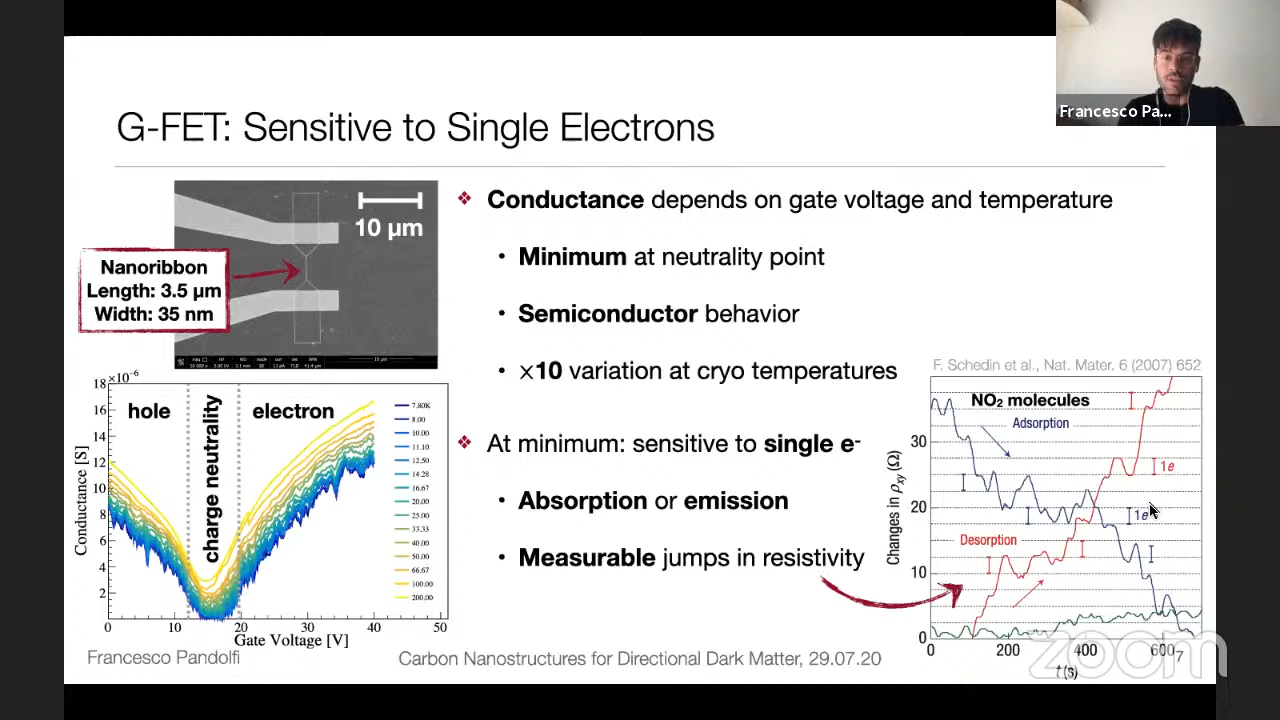 Francesco Pa...
G-FET: Sensitive to Single Electrons
10 µm
Nanoribbon
Length: 3.5 µm
Width: 35 nm
❖ Conductance depends on gate voltage and temperature
• Minimum at neutrality point
• Semiconductor behavior
• ×10 variation at cryo temperatures
❖ At minimum: sensitive to single e-
• Absorption or emission
• Measurable jumps in resistivity
×10⁻⁶
18
16
14
12
10
8
6
4
2
Conductance [S]
hole
charge neutrality
electron
7.80K
8.00
10.00
11.10
12.50
14.28
16.67
20.00
25.00
33.33
40.00
50.00
66.67
100.00
200.00
0 10 20 30 40 50
Gate Voltage [V]
F. Schedin et al., Nat. Mater. 6 (2007) 652
NO₂ molecules
Adsorption
1e
1e
Desorption
Changes in ρxy (Ω)
30
20
10
0
0 200 400 600
t (s)
Francesco Pandolfi
Carbon Nanostructures for Directional Dark Matter, 29.07.20
7
zoom